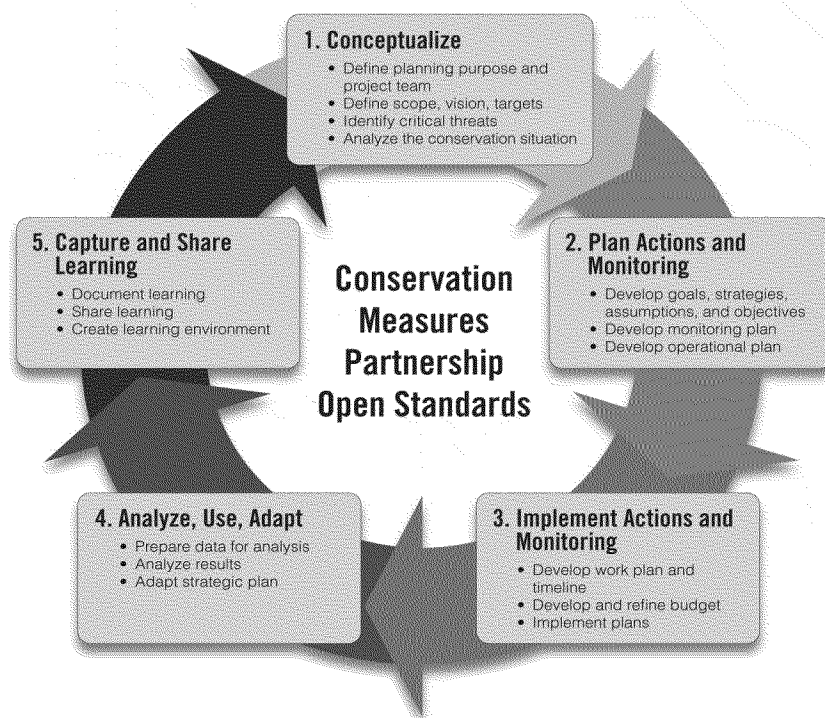 1. Conceptualize
• Define planning purpose and
project team
• Define scope, vision, targets
• Identify critical threats
• Analyze the conservation situation
2. Plan Actions and
Monitoring
• Develop goals, strategies,
assumptions, and objectives
• Develop monitoring plan
• Develop operational plan
3. Implement Actions and
Monitoring
• Develop work plan and
timeline
• Develop and refine budget
• Implement plans
4. Analyze, Use, Adapt
• Prepare data for analysis
• Analyze results
• Adapt strategic plan
5. Capture and Share
Learning
• Document learning
• Share learning
• Create learning environment
Conservation
Measures
Partnership
Open Standards